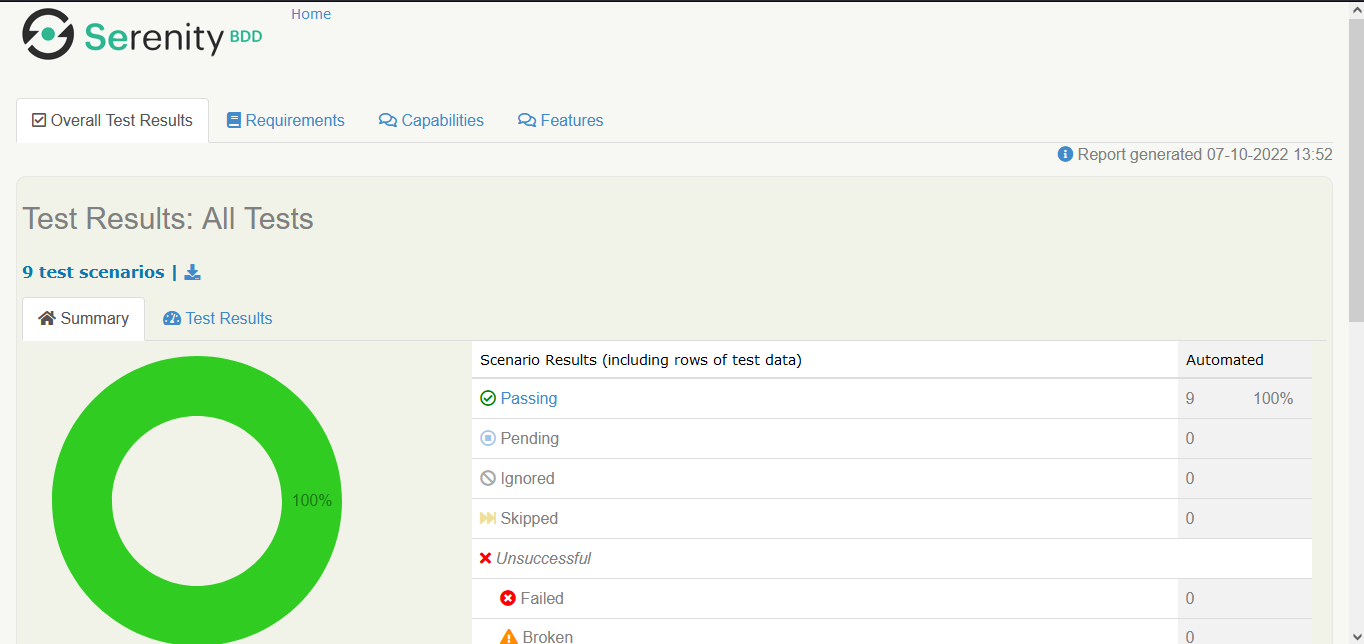 Home
Serenity BDD
Overall Test Results Requirements Capabilities Features
Report generated 07-10-2022 13:52
Test Results: All Tests
9 test scenarios |
Summary Test Results
Scenario Results (including rows of test data) Automated
Passing 9 100%
Pending 0
Ignored 0
100%
Skipped 0
Unsuccessful
Failed 0
Broken 0